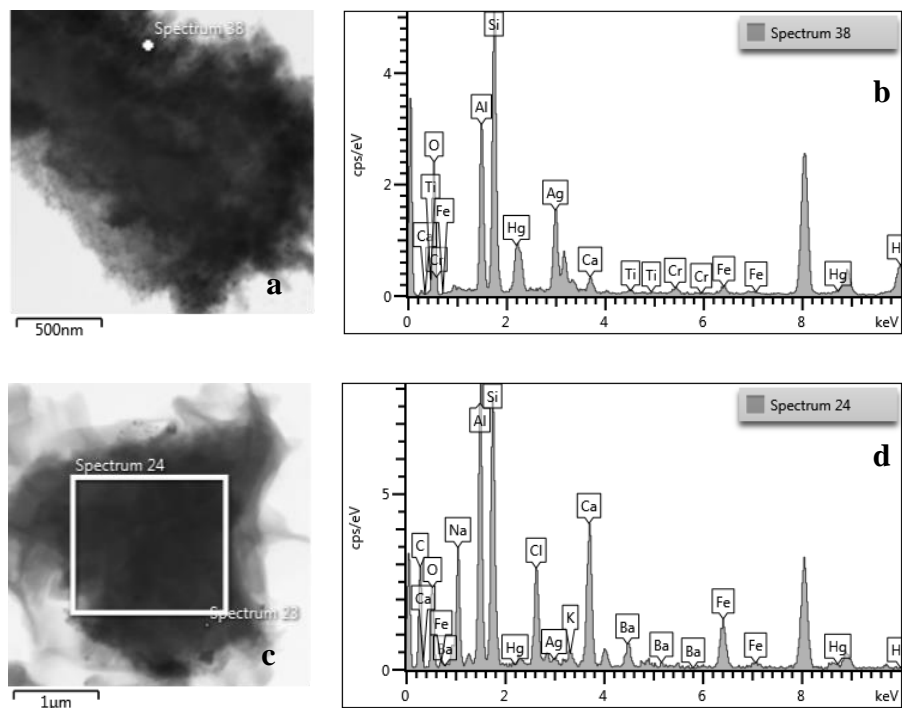 Spectrum 38
a
500nm
Spectrum 38
b
cps/eV
4
2
0
Si
Al
O
Ti
Fe
Ca
Cr
Hg
Ag
Ca
Ti
Ti
Cr
Cr
Fe
Fe
Hg
H
0 2 4 6 8 keV
Spectrum 24
Spectrum 23
c
1µm
Spectrum 24
d
cps/eV
5
0
Si
Al
Na
C
O
Ca
Fe
Ba
Hg
Cl
Ag
K
Ca
Ba
Ba
Ba
Fe
Fe
Hg
H
0 2 4 6 8 keV